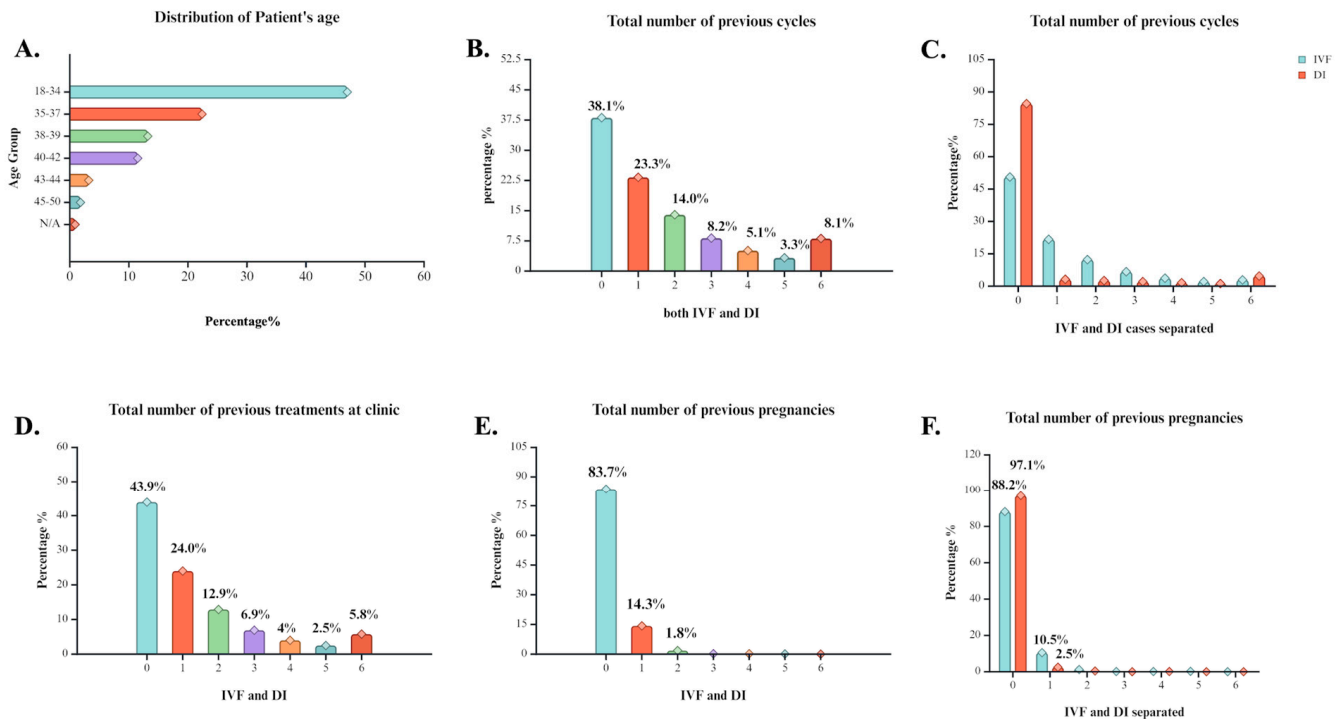 Distribution of Patient's age
A.
Age Group
18-34
35-37
38-39
40-42
43-44
45-50
N/A
0 10 20 30 40 50 60
Percentage%
Total number of previous cycles
B.
percentage %
52.5
45
37.5
30
22.5
15
7.5
0
38.1%
23.3%
14.0%
8.2%
5.1%
3.3%
8.1%
0 1 2 3 4 5 6
both IVF and DI
Total number of previous cycles
C.
Percentage%
105
90
75
60
45
30
15
0
IVF
DI
0 1 2 3 4 5 6
IVF and DI cases separated
Total number of previous treatments at clinic
D.
Percentage %
60
50
40
30
20
10
0
43.9%
24.0%
12.9%
6.9%
4%
2.5%
5.8%
0 1 2 3 4 5 6
IVF and DI
Total number of previous pregnancies
E.
Percentage %
105
90
75
60
45
30
15
0
83.7%
14.3%
1.8%
0 1 2 3 4 5 6
IVF and DI
Total number of previous pregnancies
F.
Percentage %
120
100
80
60
40
20
0
97.1%
88.2%
10.5%
2.5%
0 1 2 3 4 5 6
IVF and DI separated